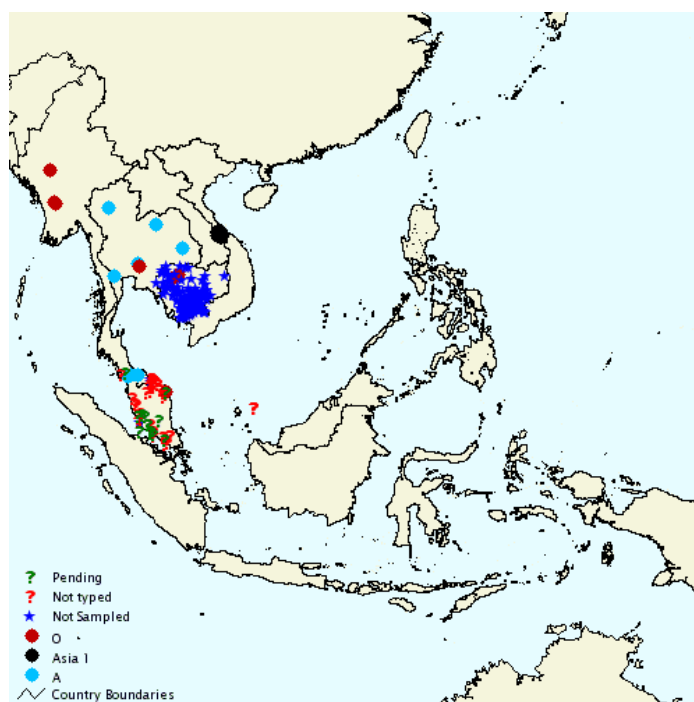 ? Pending
? Not typed
Not Sampled
O
Asia 1
A
Country Boundaries